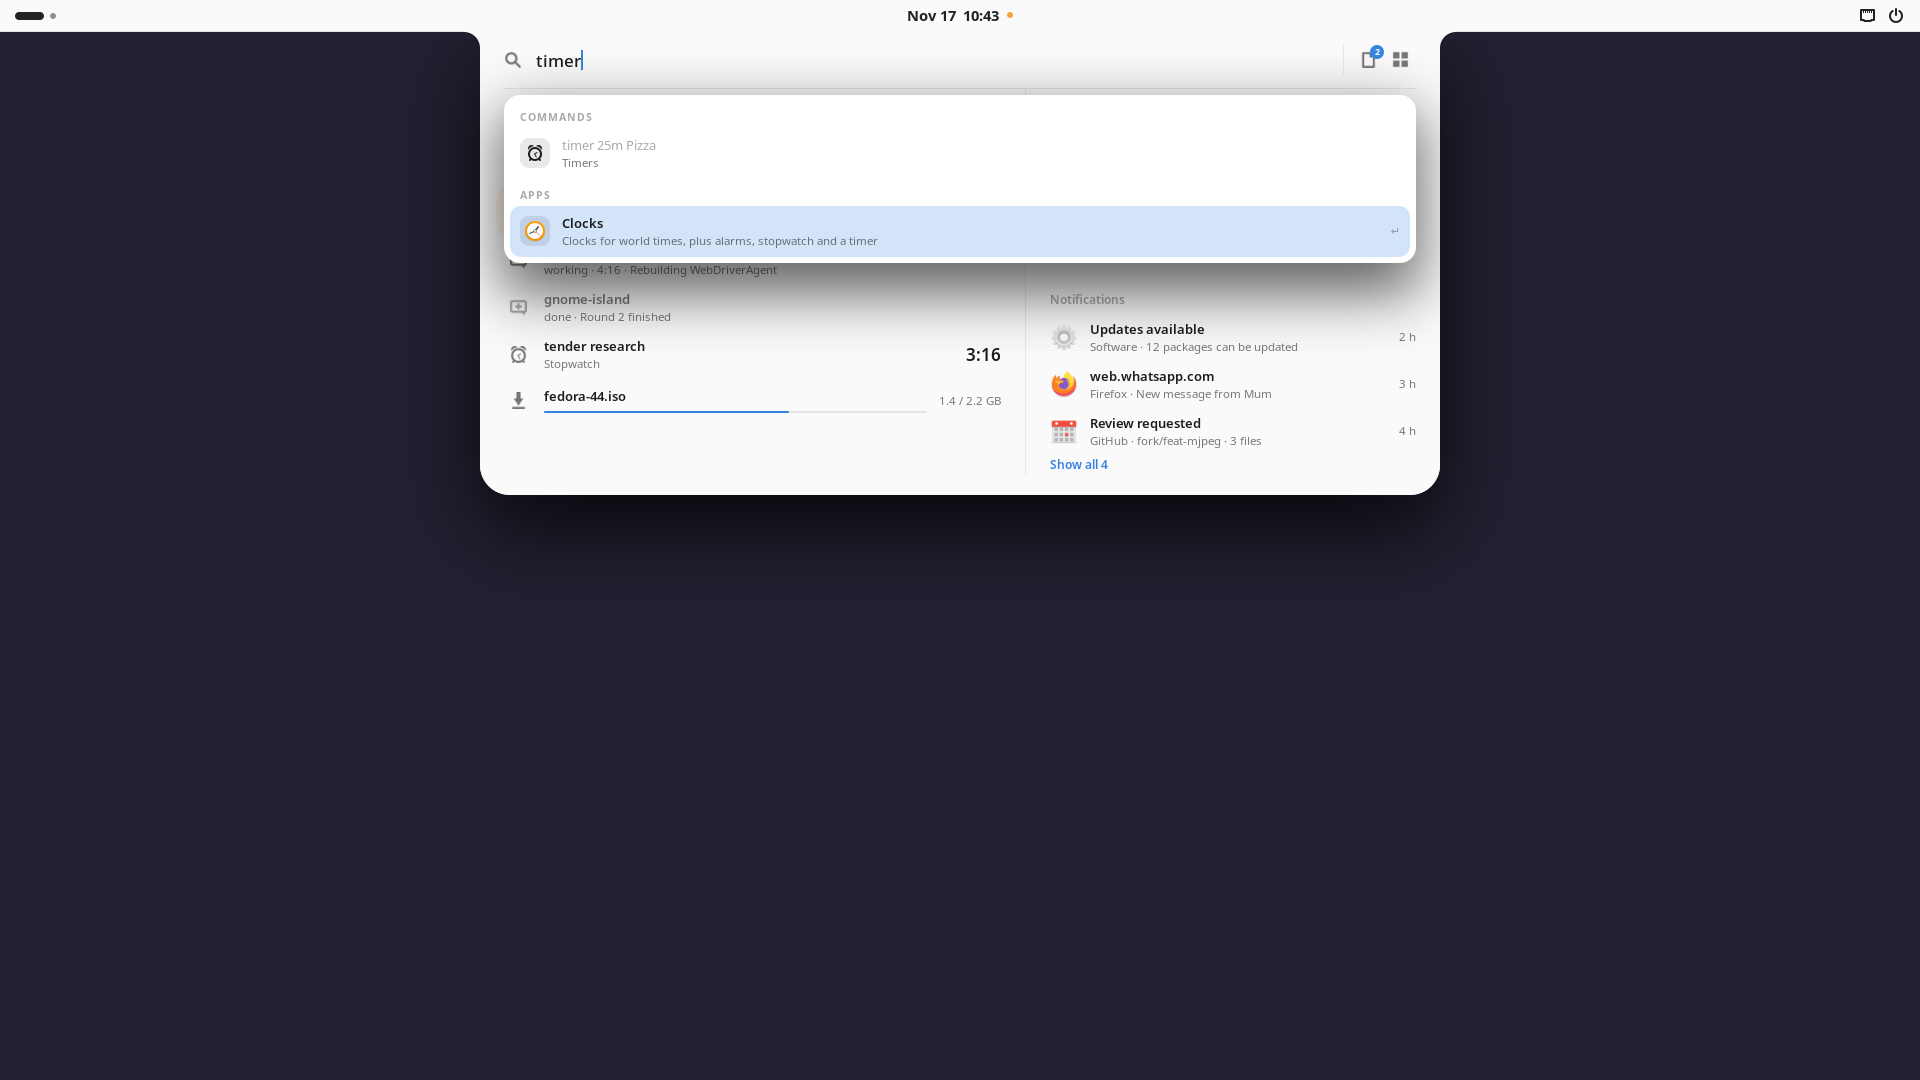 Nov 17 10:43
timer
2
COMMANDS
timer 25m Pizza
Timers
APPS
Clocks
Clocks for world times, plus alarms, stopwatch and a timer
working · 4:16 · Rebuilding WebDriverAgent
gnome-island
done · Round 2 finished
tender research
Stopwatch
3:16
fedora-44.iso
1.4 / 2.2 GB
Notifications
Updates available
Software · 12 packages can be updated
2 h
web.whatsapp.com
Firefox · New message from Mum
3 h
Review requested
GitHub · fork/feat-mjpeg · 3 files
4 h
Show all 4